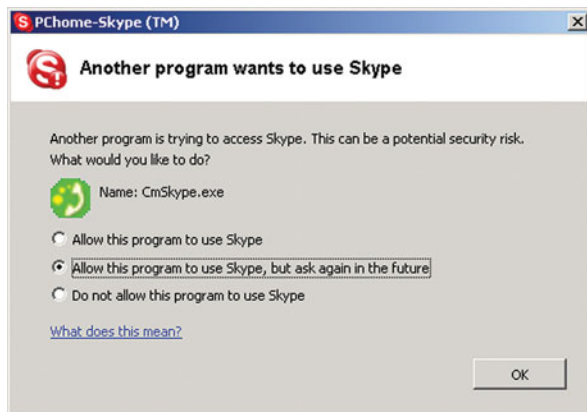 PChome-Skype (TM)
Another program wants to use Skype
Another program is trying to access Skype. This can be a potential security risk.
What would you like to do?
Name: CmSkype.exe
Allow this program to use Skype
Allow this program to use Skype, but ask again in the future
Do not allow this program to use Skype
What does this mean?
OK